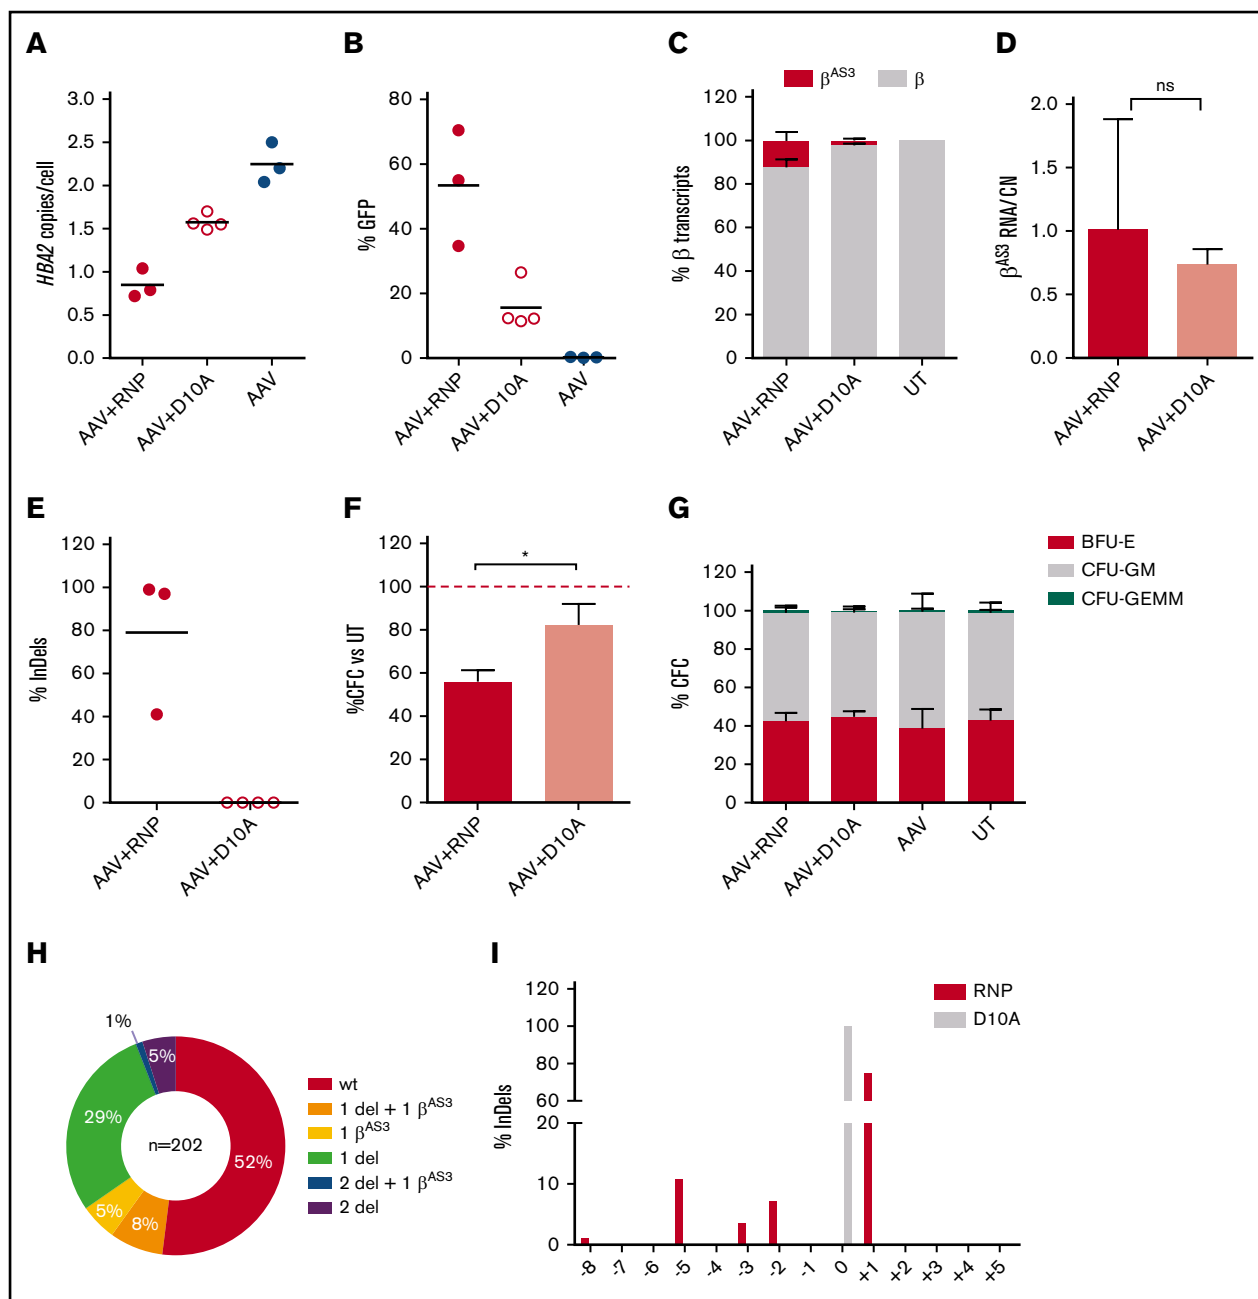 A
HBA2 copies/cell
3.0
2.5
2.0
1.5
1.0
0.5
0.0
AAV+RNP
AAV+D10A
AAV
B
% GFP
80
60
40
20
0
AAV+RNP
AAV+D10A
AAV
C
βAS3
β
% β transcripts
120
100
80
60
40
20
0
AAV+RNP
AAV+D10A
UT
D
ns
βAS3 RNA/CN
2.0
1.5
1.0
0.5
0.0
AAV+RNP
AAV+D10A
E
% InDels
120
100
80
60
40
20
0
AAV+RNP
AAV+D10A
F
*
%CFC vs UT
120
100
80
60
40
20
0
AAV+RNP
AAV+D10A
G
% CFC
120
100
80
60
40
20
0
AAV+RNP
AAV+D10A
AAV
UT
BFU-E
CFU-GM
CFU-GEMM
H
1%
5%
29%
n=202
52%
5%
8%
wt
1 del + 1 βAS3
1 βAS3
1 del
2 del + 1 βAS3
2 del
I
RNP
D10A
% InDels
120
100
80
60
20
10
0
-8 -7 -6 -5 -4 -3 -2 -1 0 +1 +2 +3 +4 +5